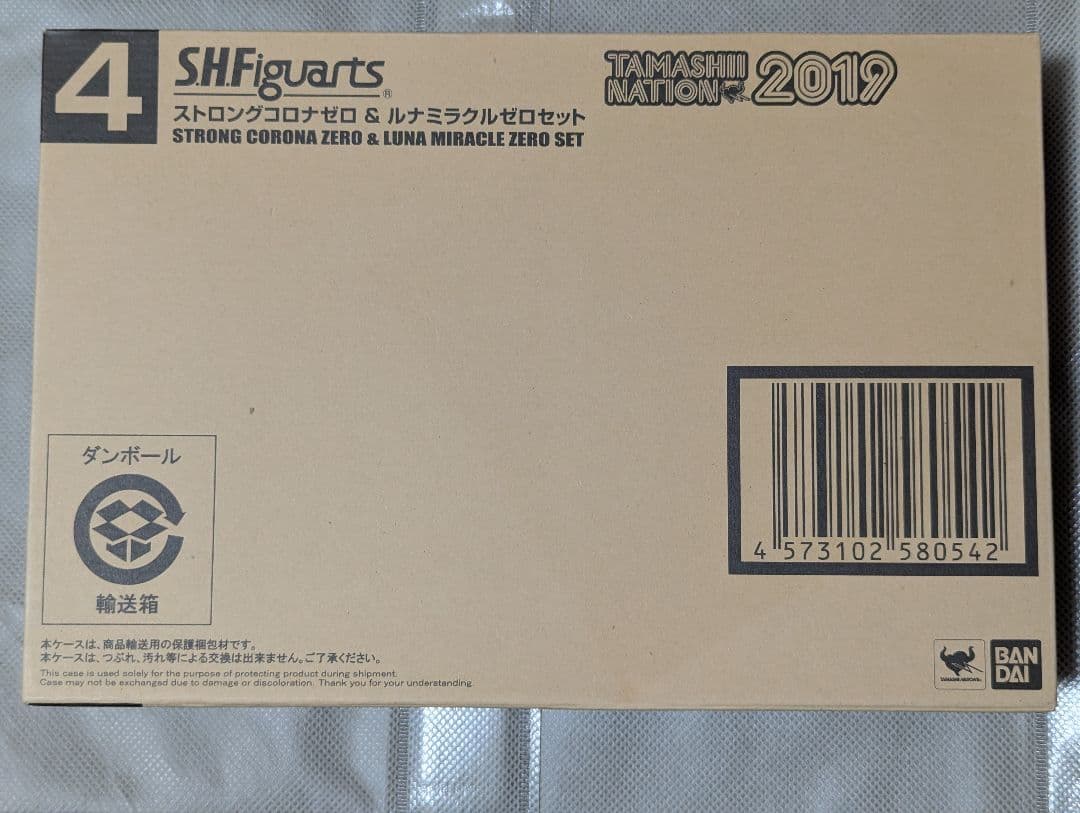 4
S.H.Figuarts®
ストロングコロナゼロ & ルナミラクルゼロセット
STRONG CORONA ZERO & LUNA MIRACLE ZERO SET
TAMASHII
NATION 2019
4 573102 580542
ダンボール
輸送箱
本ケースは、商品輸送用の保護梱包材です。
本ケースは、つぶれ、汚れ等による交換は出来ません。ご了承ください。
This case is used solely for the purpose of protecting product during shipment.
Case may not be exchanged due to damage or discoloration. Thank you for your understanding.
TAMASHII NATIONS
BAN
DAI